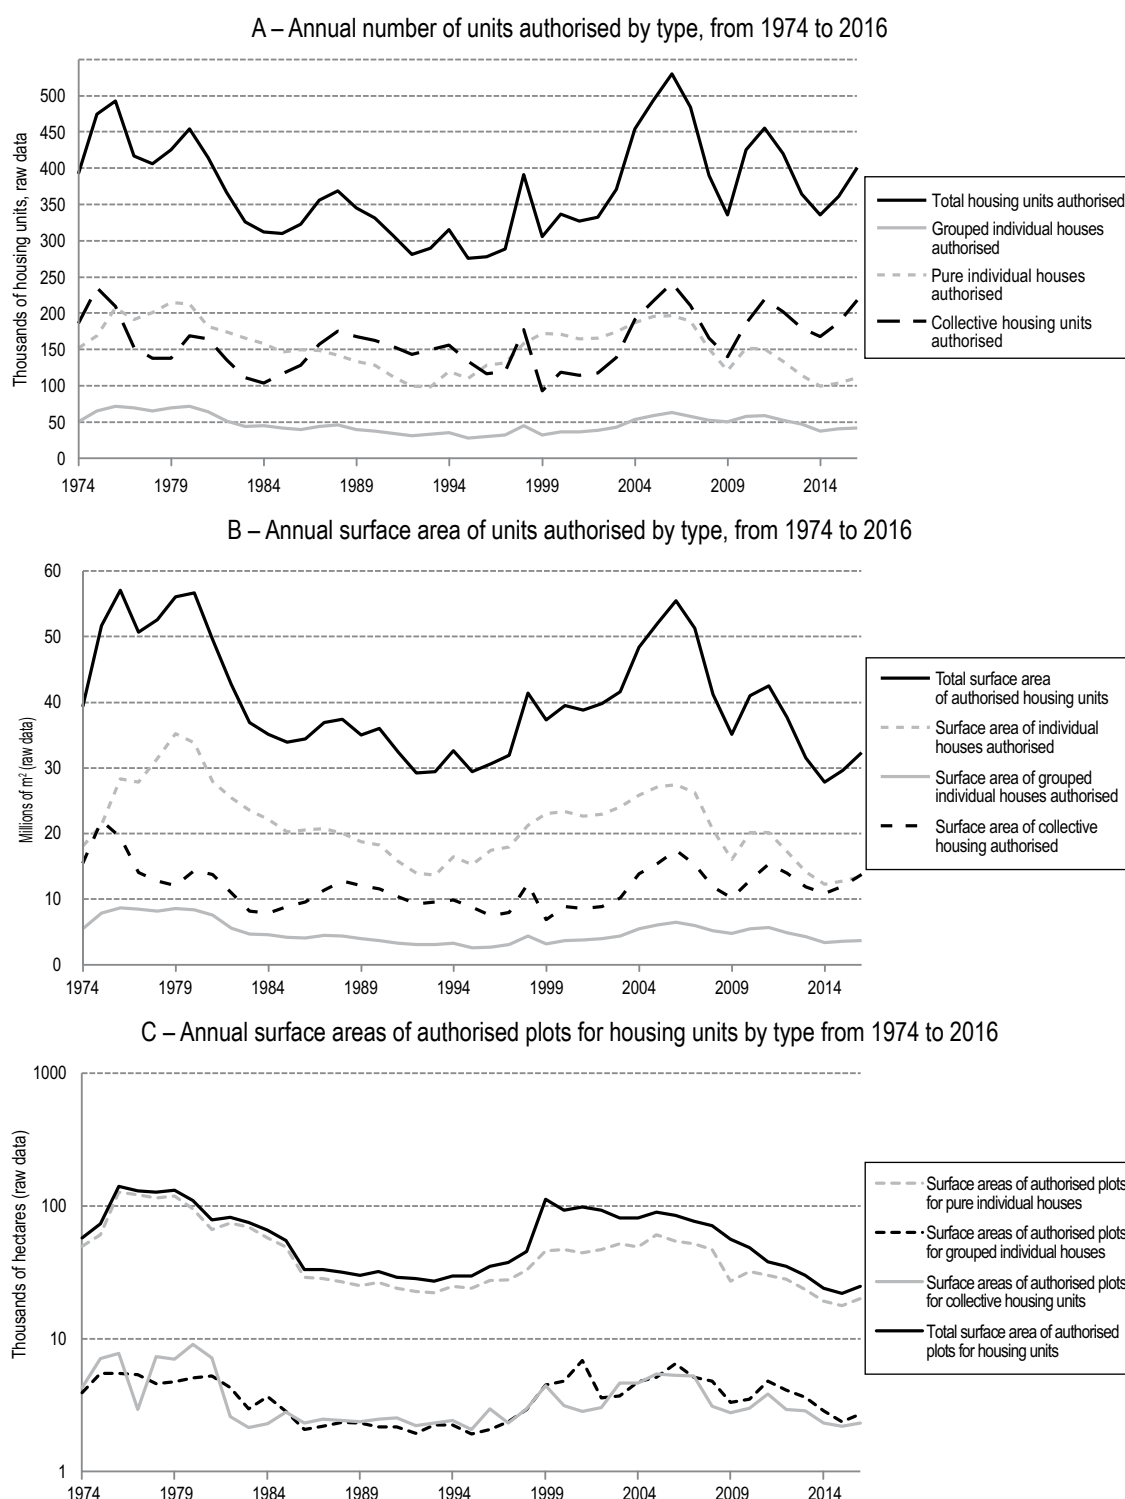 A – Annual number of units authorised by type, from 1974 to 2016
Thousands of housing units, raw data
500
450
400
350
300
250
200
150
100
50
0
1974 1979 1984 1989 1994 1999 2004 2009 2014
Total housing units authorised
Grouped individual houses
authorised
Pure individual houses
authorised
Collective housing units
authorised
B – Annual surface area of units authorised by type, from 1974 to 2016
Millions of m² (raw data)
60
50
40
30
20
10
0
1974 1979 1984 1989 1994 1999 2004 2009 2014
Total surface area
of authorised housing units
Surface area of individual
houses authorised
Surface area of grouped
individual houses authorised
Surface area of collective
housing authorised
C – Annual surface areas of authorised plots for housing units by type from 1974 to 2016
Thousands of hectares (raw data)
1000
100
10
1
1974 1979 1984 1989 1994 1999 2004 2009 2014
Surface areas of authorised plots
for pure individual houses
Surface areas of authorised plots
for grouped individual houses
Surface areas of authorised plots
for collective housing units
Total surface area of authorised
plots for housing units